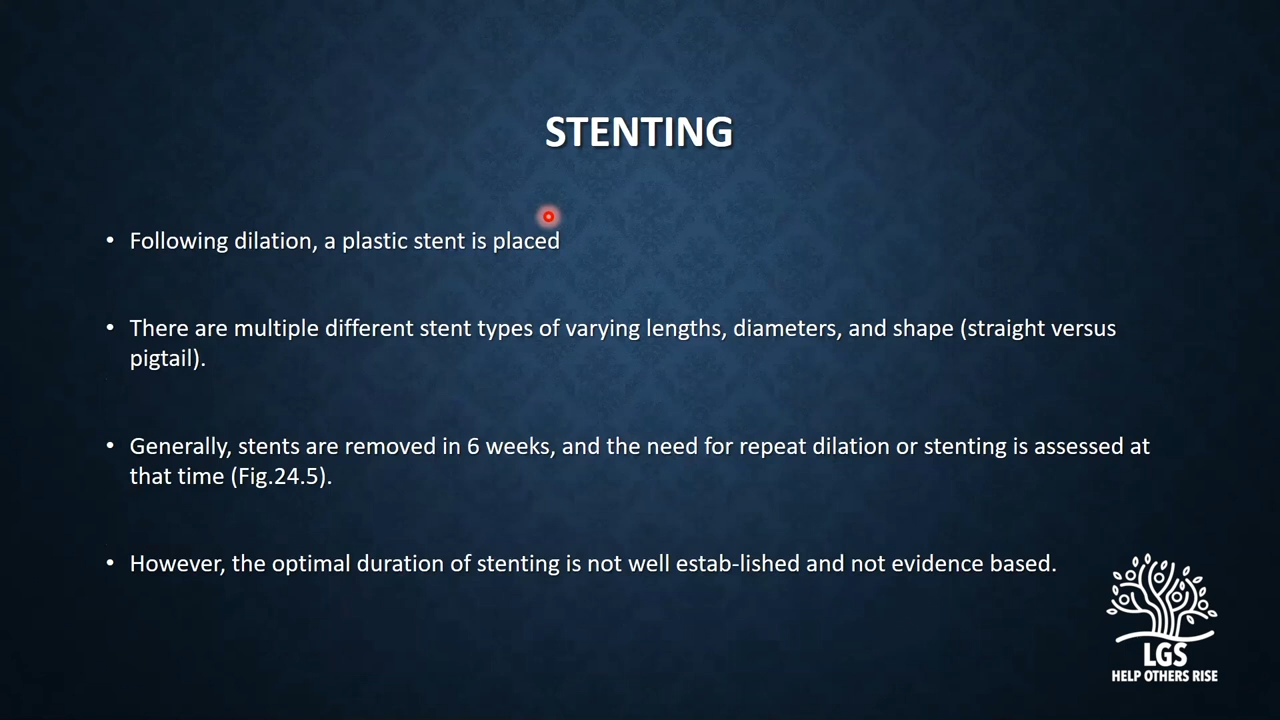 STENTING
• Following dilation, a plastic stent is placed
• There are multiple different stent types of varying lengths, diameters, and shape (straight versus
pigtail).
• Generally, stents are removed in 6 weeks, and the need for repeat dilation or stenting is assessed at
that time (Fig.24.5).
• However, the optimal duration of stenting is not well estab-lished and not evidence based.
LGS
HELP OTHERS RISE